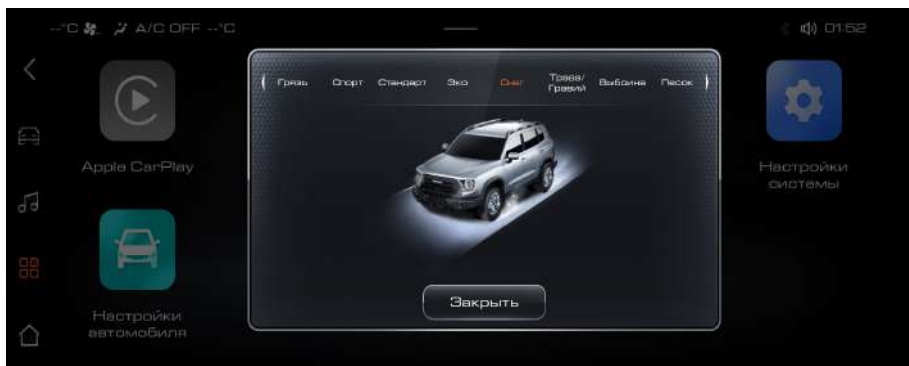 --°C A/C OFF --°C
01:52
Грязь Спорт Стандарт Эко Снег Трава/ Выбоина Песок
Гравий
Apple CarPlay
Настройки
системы
Закрыть
Настройки
автомобиля